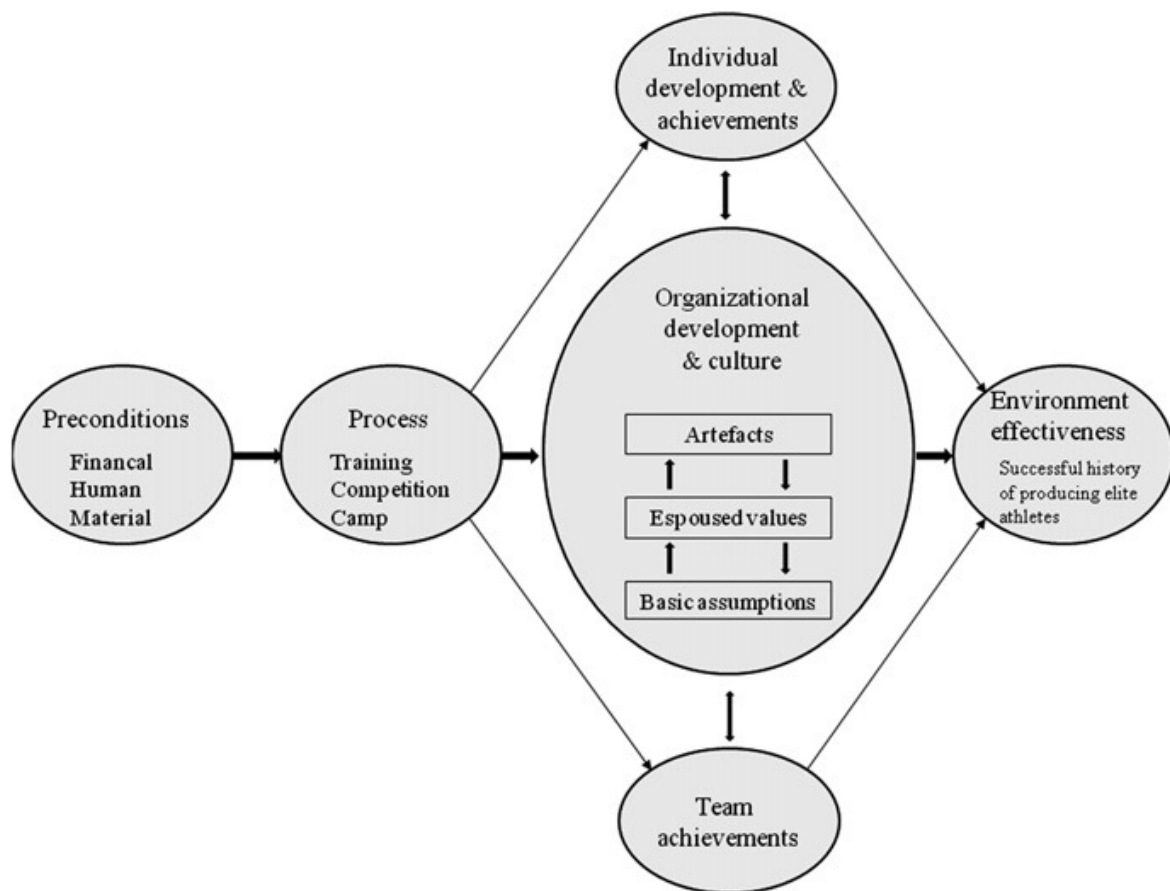 Individual
development &
achievements
Organizational
development
& culture
Artefacts
Espoused values
Basic assumptions
Preconditions
Financal
Human
Material
Process
Training
Competition
Camp
Environment
effectiveness
Successful history
of producing elite
athletes
Team
achievements